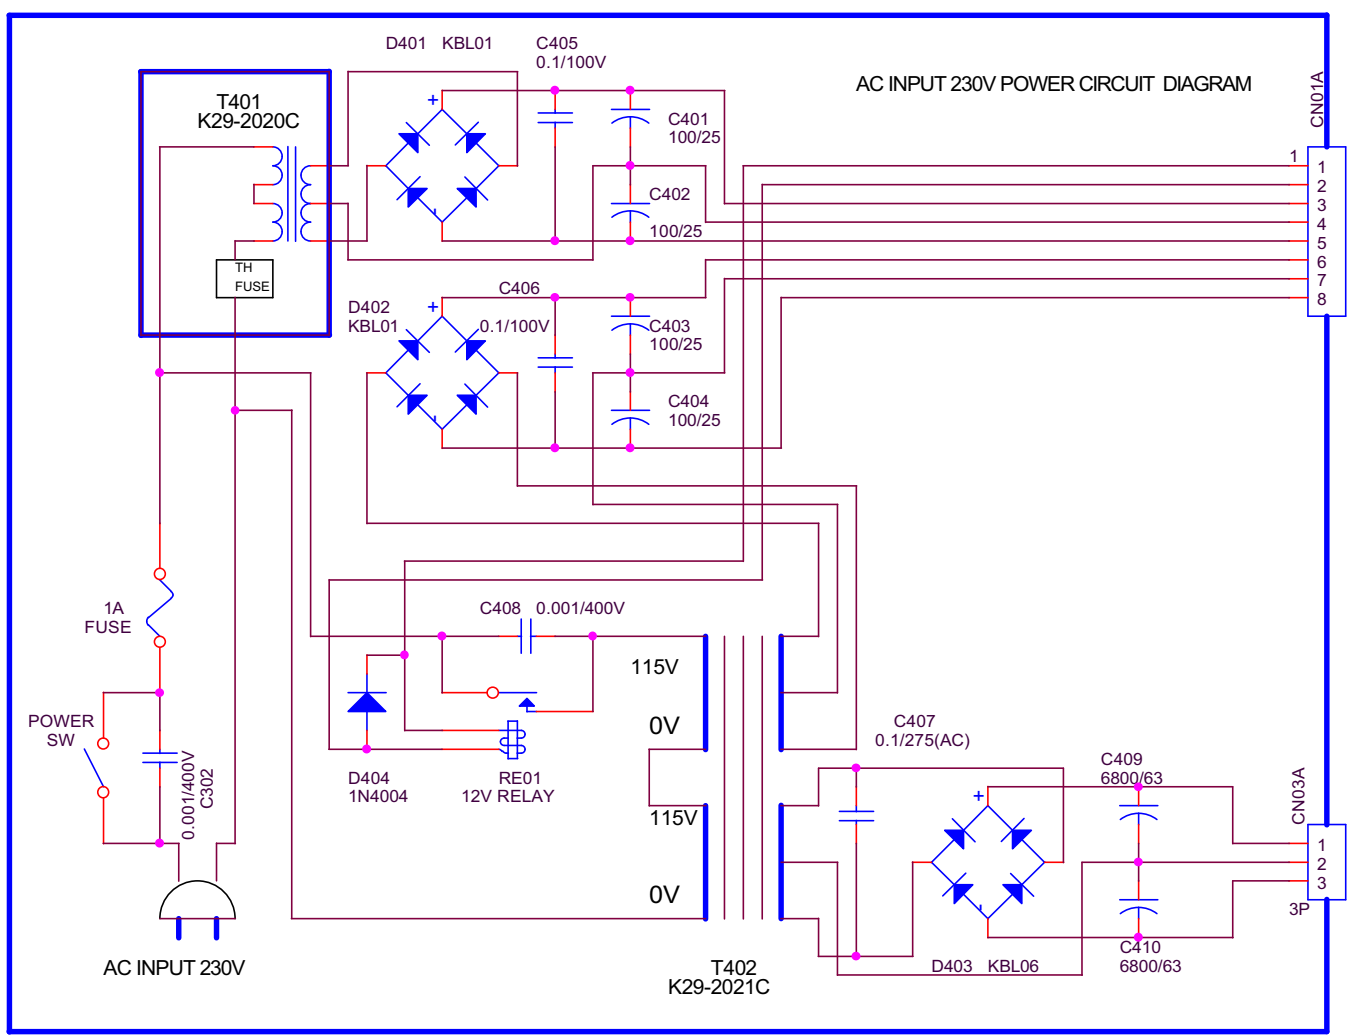 D401 KBL01
C405
0.1/100V
AC INPUT 230V POWER CIRCUIT DIAGRAM
CN01A
T401
K29-2020C
+
C401
100/25
-
C402
100/25
TH
FUSE
1
1
2
3
4
5
6
7
8
D402
KBL01
+
C406
0.1/100V
C403
100/25
-
C404
100/25
1A
FUSE
C408 0.001/400V
115V
0V
POWER
SW
0.001/400V
C302
D404
1N4004
RE01
12V RELAY
C407
0.1/275(AC)
115V
0V
C409
6800/63
+
-
CN03A
1
2
3
3P
C410
6800/63
D403 KBL06
AC INPUT 230V
T402
K29-2021C